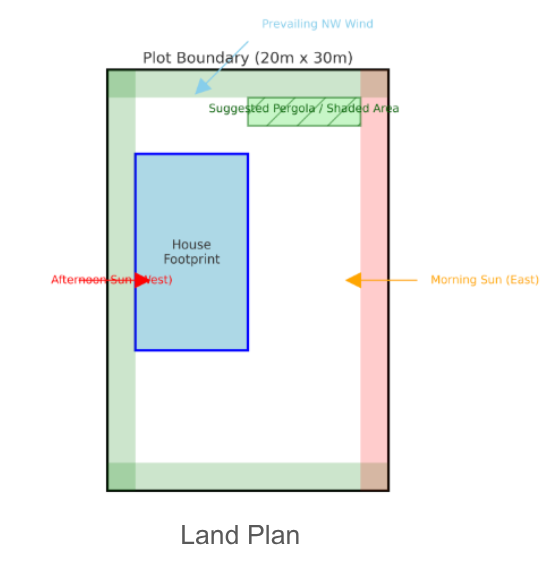 Prevailing NW Wind
Plot Boundary (20m x 30m)
Suggested Pergola / Shaded Area
House
Footprint
Afternoon Sun (West)
Morning Sun (East)
Land Plan